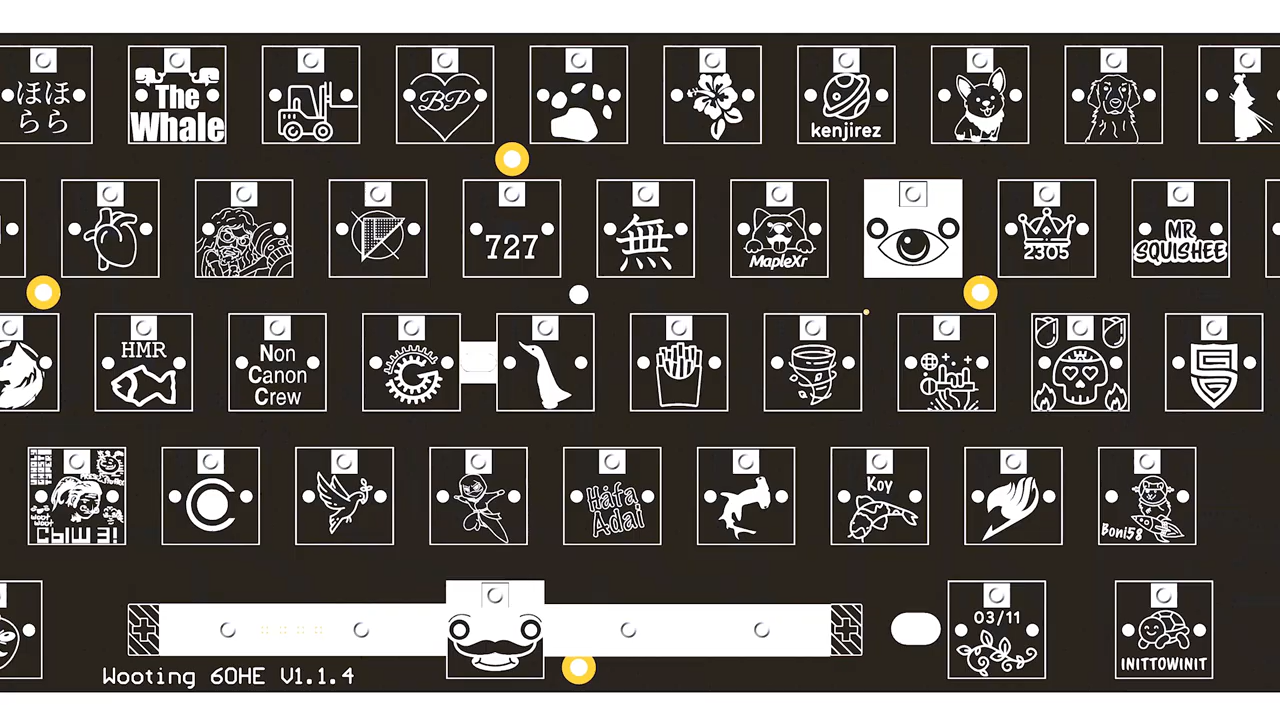 ほほ
らら
The
Whale
BP
kenjirez
727
無
MapleXr
2305
MR
SQUISHEE
HMR
Non
Canon
Crew
G
Håfa
Adai
Koy
Boni58
03/11
INITTOWINIT
Wooting 60HE V1.1.4